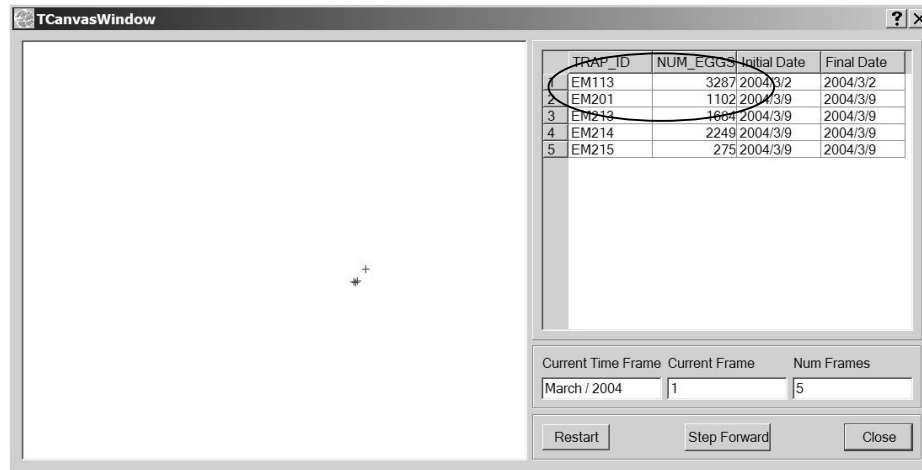 TCanvasWindow ? X
TRAP_ID NUM_EGGS Initial Date Final Date
1 EM113 3287 2004/3/2 2004/3/2
2 EM201 1102 2004/3/9 2004/3/9
3 EM213 1684 2004/3/9 2004/3/9
4 EM214 2249 2004/3/9 2004/3/9
5 EM215 275 2004/3/9 2004/3/9
Current Time Frame Current Frame Num Frames
March / 2004 1 5
Restart Step Forward Close